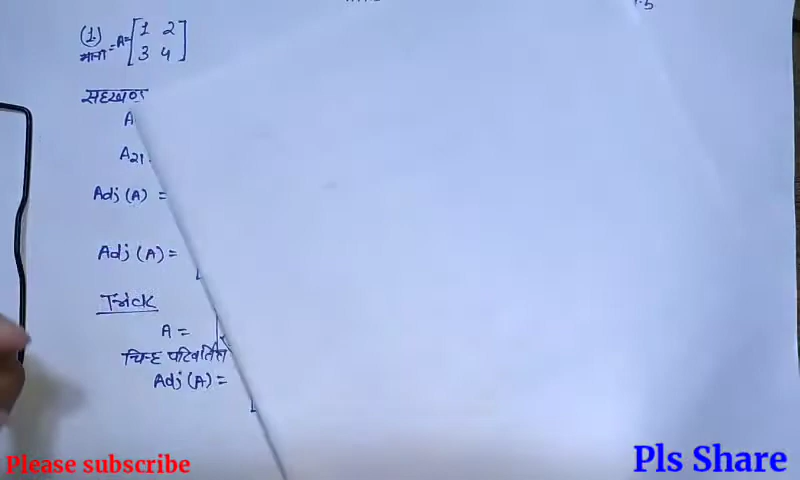 (1.)
माना = A = [1 2
3 4]
सहखण्ड
A
A21
Adj (A) =
Adj (A) =
Trick
A =
चिन्ह परिवर्तित
Adj (A) =
Please subscribe
Pls Share